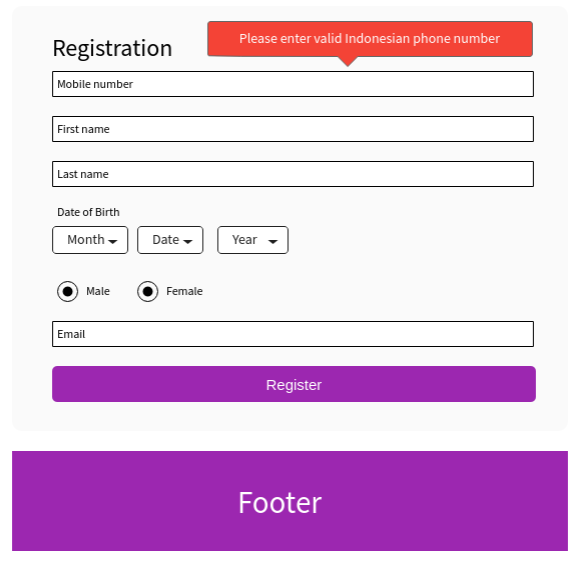 Please enter valid Indonesian phone number
Registration
Mobile number
First name
Last name
Date of Birth
Month Date Year
Male Female
Email
Register
Footer